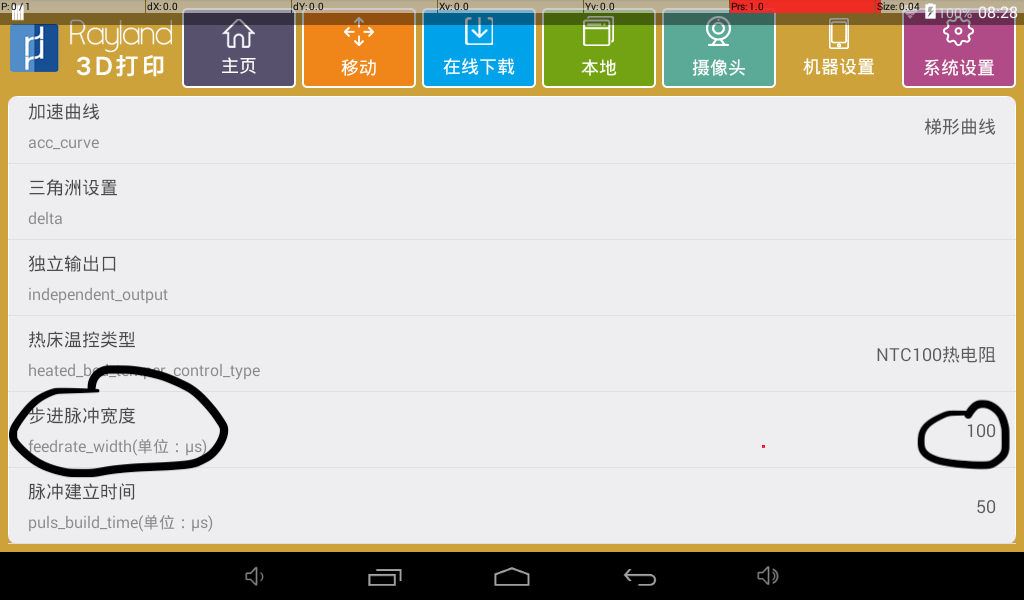 P: 0 / 1 dX: 0.0 dY: 0.0 Xv: 0.0 Yv: 0.0 Prs: 1.0 Size: 0.04
100% 08:28
Rayland
3D打印
主页 移动 在线下载 本地 摄像头 机器设置 系统设置
加速曲线
acc_curve
梯形曲线
三角洲设置
delta
独立输出口
independent_output
热床温控类型
heated_bed_temper_control_type
NTC100热电阻
步进脉冲宽度
feedrate_width(单位：µs)
100
脉冲建立时间
puls_build_time(单位：µs)
50